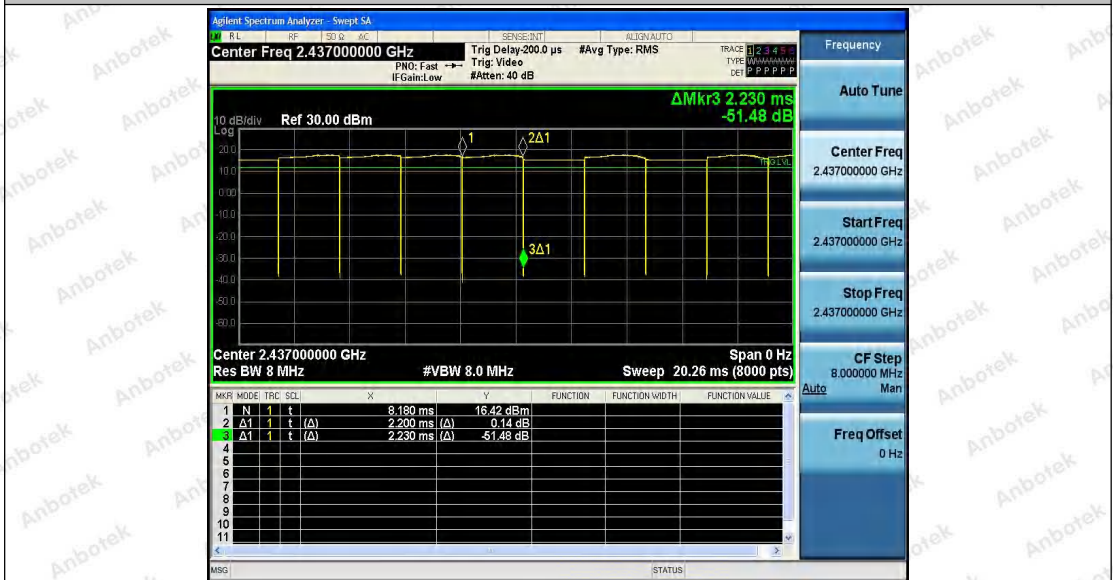 Agilent Spectrum Analyzer - Swept SA
RL RF 50 Ω AC SENSE:INT ALIGN AUTO
Center Freq 2.437000000 GHz
PNO: Fast
IFGain:Low
Trig Delay-200.0 µs
Trig: Video
#Atten: 40 dB
#Avg Type: RMS
TRACE 1 2 3 4 5 6
TYPE
DET P P P P P P
ΔMkr3 2.230 ms
-51.48 dB
10 dB/div Ref 30.00 dBm
Log
20.0
10.0
0.00
-10.0
-20.0
-30.0
-40.0
-50.0
-60.0
1
2Δ1
3Δ1
TRIG LVL
Center 2.437000000 GHz Span 0 Hz
Res BW 8 MHz #VBW 8.0 MHz Sweep 20.26 ms (8000 pts)
MKR MODE TRC SCL X Y FUNCTION FUNCTION WIDTH FUNCTION VALUE
1 N 1 t 8.180 ms 16.42 dBm
2 Δ1 1 t (Δ) 2.200 ms (Δ) 0.14 dB
3 Δ1 1 t (Δ) 2.230 ms (Δ) -51.48 dB
4
5
6
7
8
9
10
11
MSG STATUS
Frequency
Auto Tune
Center Freq
2.437000000 GHz
Start Freq
2.437000000 GHz
Stop Freq
2.437000000 GHz
CF Step
8.000000 MHz
Auto Man
Freq Offset
0 Hz
Anbotek